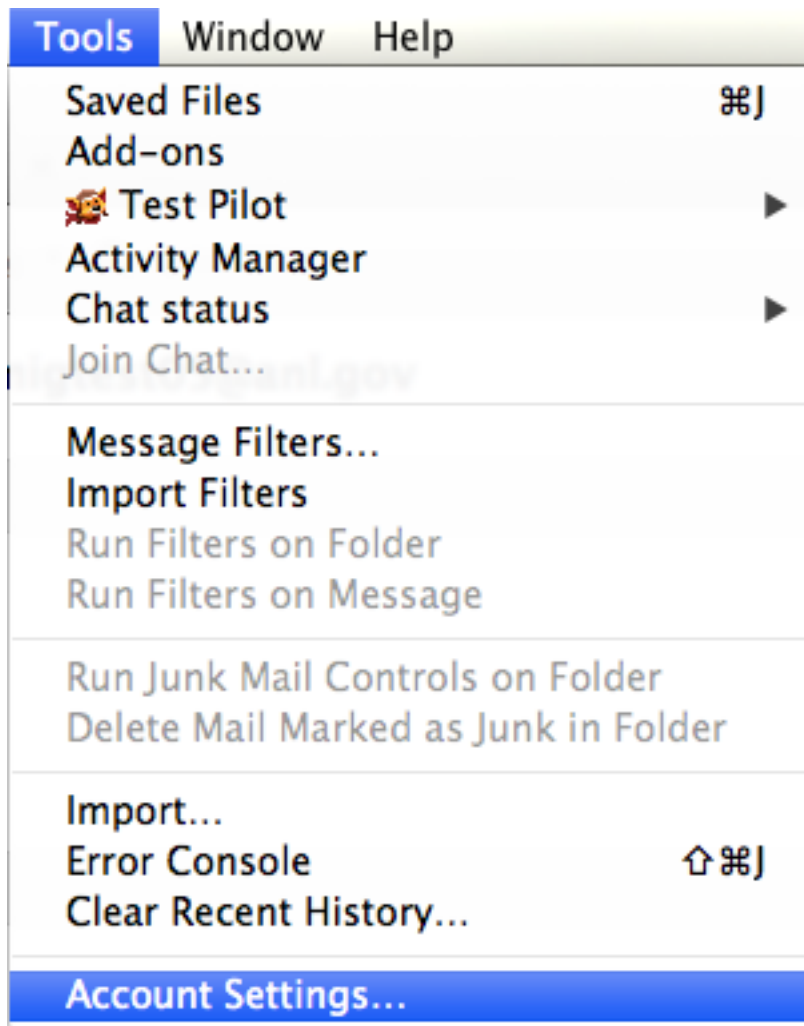 Tools Window Help
Saved Files ⌘J
Add-ons
Test Pilot ▶
Activity Manager
Chat status ▶
Join Chat...
Message Filters...
Import Filters
Run Filters on Folder
Run Filters on Message
Run Junk Mail Controls on Folder
Delete Mail Marked as Junk in Folder
Import...
Error Console ⇧⌘J
Clear Recent History...
Account Settings...